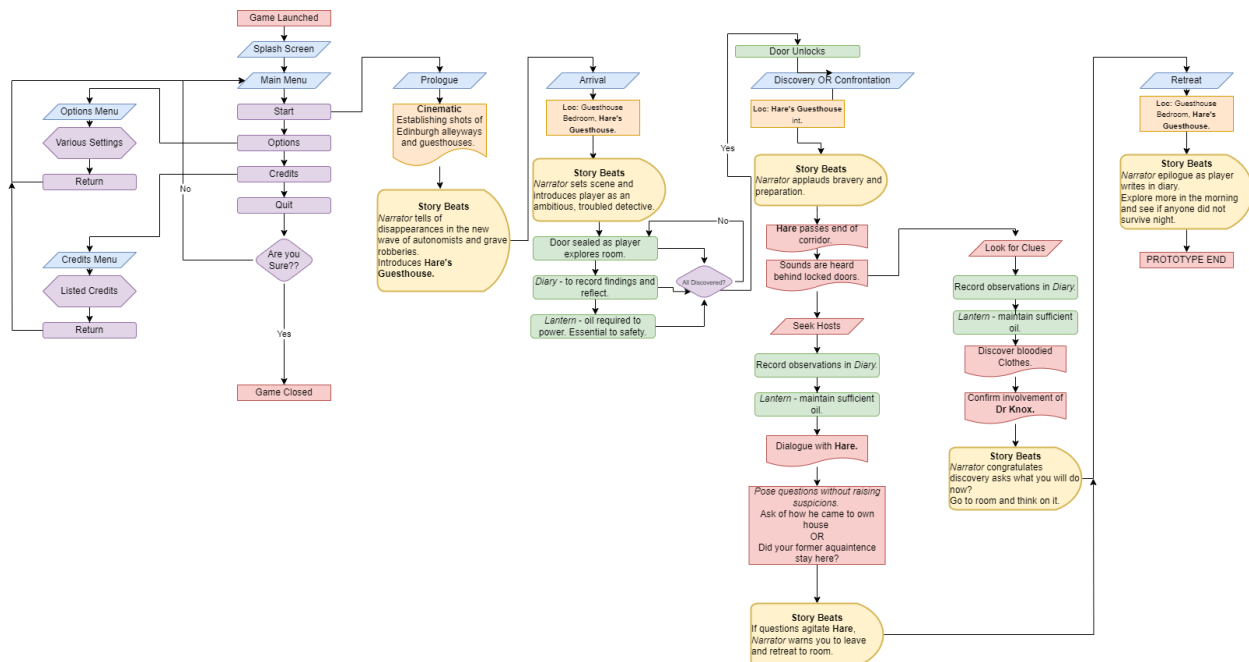 Game Launched
Splash Screen
Main Menu
Start
Options
Credits
Quit
Are you
Sure??
No
Yes
Game Closed
Options Menu
Various Settings
Return
Credits Menu
Listed Credits
Return
Prologue
Cinematic
Establishing shots of
Edinburgh alleyways
and guesthouses.
Story Beats
Narrator tells of
disappearances in the new
wave of autonomists and grave
robberies.
Introduces Hare's
Guesthouse.
Arrival
Loc: Guesthouse
Bedroom, Hare's
Guesthouse.
Story Beats
Narrator sets scene and
introduces player as an
ambitious, troubled detective.
Door sealed as player
explores room.
Diary - to record findings and
reflect.
Lantern - oil required to
power. Essential to safety.
All Discovered?
No
Yes
Door Unlocks
Discovery OR Confrontation
Loc: Hare's Guesthouse
int.
Story Beats
Narrator applauds bravery and
preparation.
Hare passes end of
corridor.
Sounds are heard
behind locked doors.
Seek Hosts
Record observations in Diary.
Lantern - maintain sufficient
oil.
Dialogue with Hare.
Pose questions without raising
suspicions.
Ask of how he came to own
house
OR
Did your former aquaintence
stay here?
Story Beats
If questions agitate Hare,
Narrator warns you to leave
and retreat to room.
Look for Clues
Record observations in Diary.
Lantern - maintain sufficient
oil.
Discover bloodied
Clothes.
Confirm involvement of
Dr Knox.
Story Beats
Narrator congratulates
discovery asks what you will do
now?
Go to room and think on it.
Retreat
Loc: Guesthouse
Bedroom, Hare's
Guesthouse.
Story Beats
Narrator epilogue as player
writes in diary.
Explore more in the morning
and see if anyone did not
survive night.
PROTOTYPE END